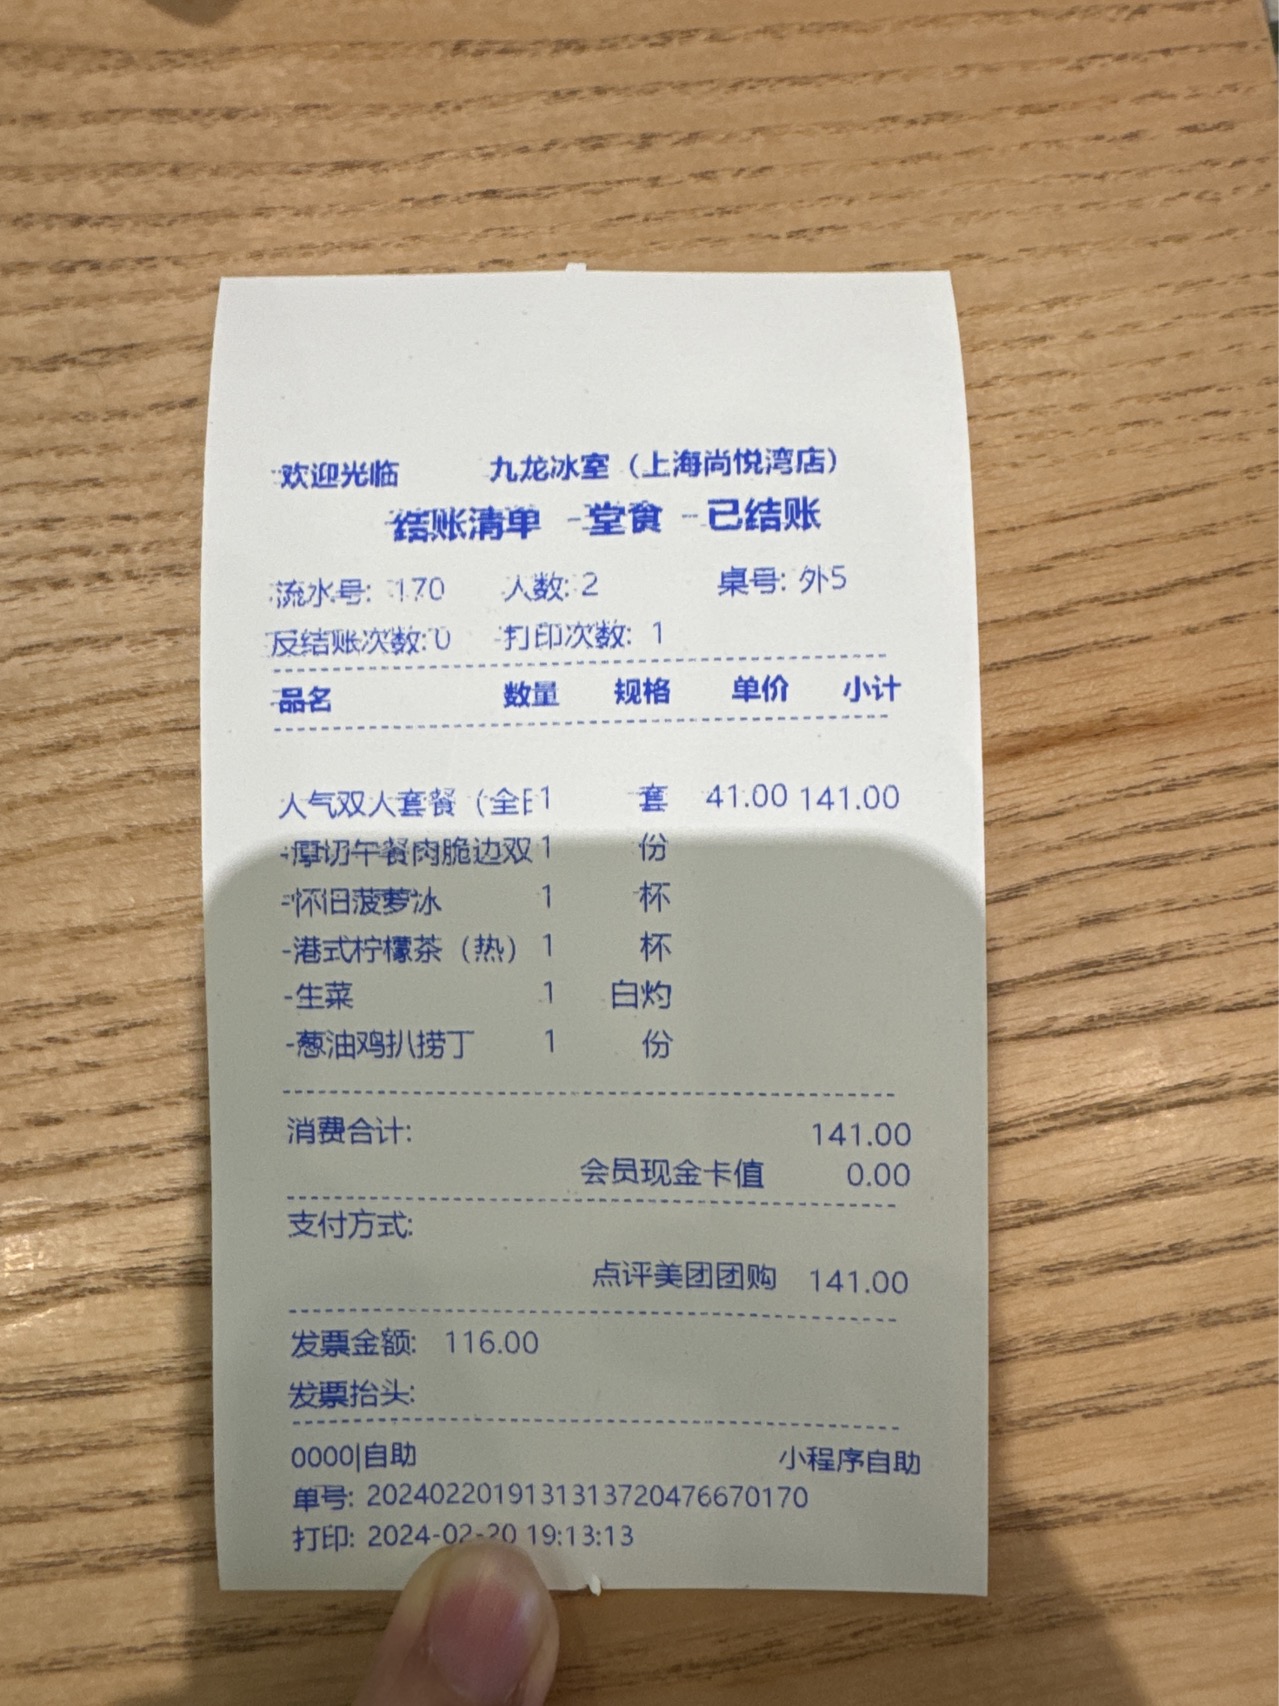 欢迎光临 九龙冰室（上海尚悦湾店）
结账清单 -堂食 -已结账
流水号: 170 人数: 2 桌号: 外5
反结账次数: 0 打印次数: 1
品名 数量 规格 单价 小计
人气双人套餐（全日 1 套 41.00 141.00
-厚切午餐肉脆边双 1 份
-怀旧菠萝冰 1 杯
-港式柠檬茶（热） 1 杯
-生菜 1 白灼
-葱油鸡扒捞丁 1 份
消费合计: 141.00
会员现金卡值 0.00
支付方式:
点评美团团购 141.00
发票金额: 116.00
发票抬头:
0000|自助 小程序自助
单号: 2024022019131313720476670170
打印: 2024-02-20 19:13:13